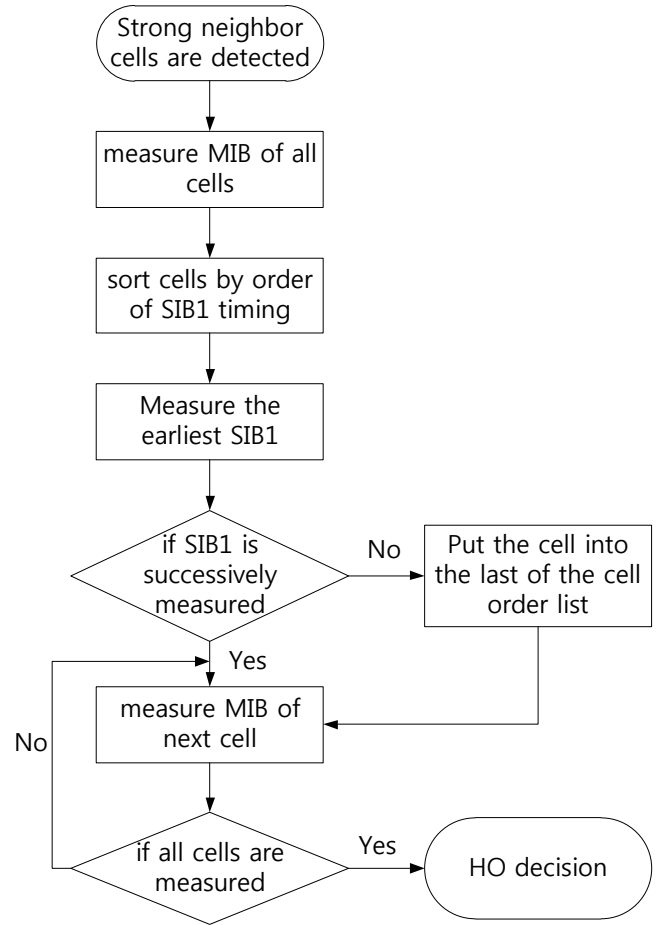 Strong neighbor
cells are detected
measure MIB of all
cells
sort cells by order
of SIB1 timing
Measure the
earliest SIB1
if SIB1 is
successively
measured
No
Put the cell into
the last of the cell
order list
Yes
measure MIB of
next cell
No
if all cells are
measured
Yes
HO decision